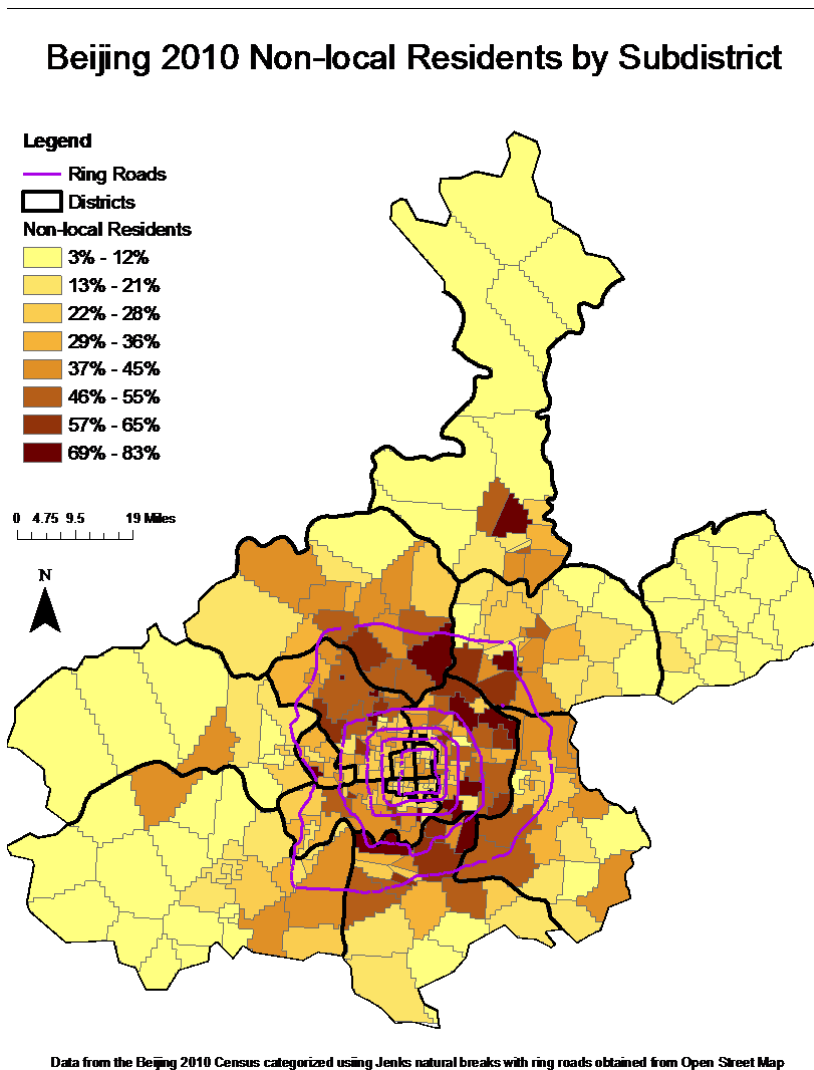 Beijing 2010 Non-local Residents by Subdistrict
Legend
Ring Roads
Districts
Non-local Residents
3% - 12%
13% - 21%
22% - 28%
29% - 36%
37% - 45%
46% - 55%
57% - 65%
69% - 83%
0 4.75 9.5 19 Miles
N
Data from the Beijing 2010 Census categorized using Jenks natural breaks with ring roads obtained from Open Street Map